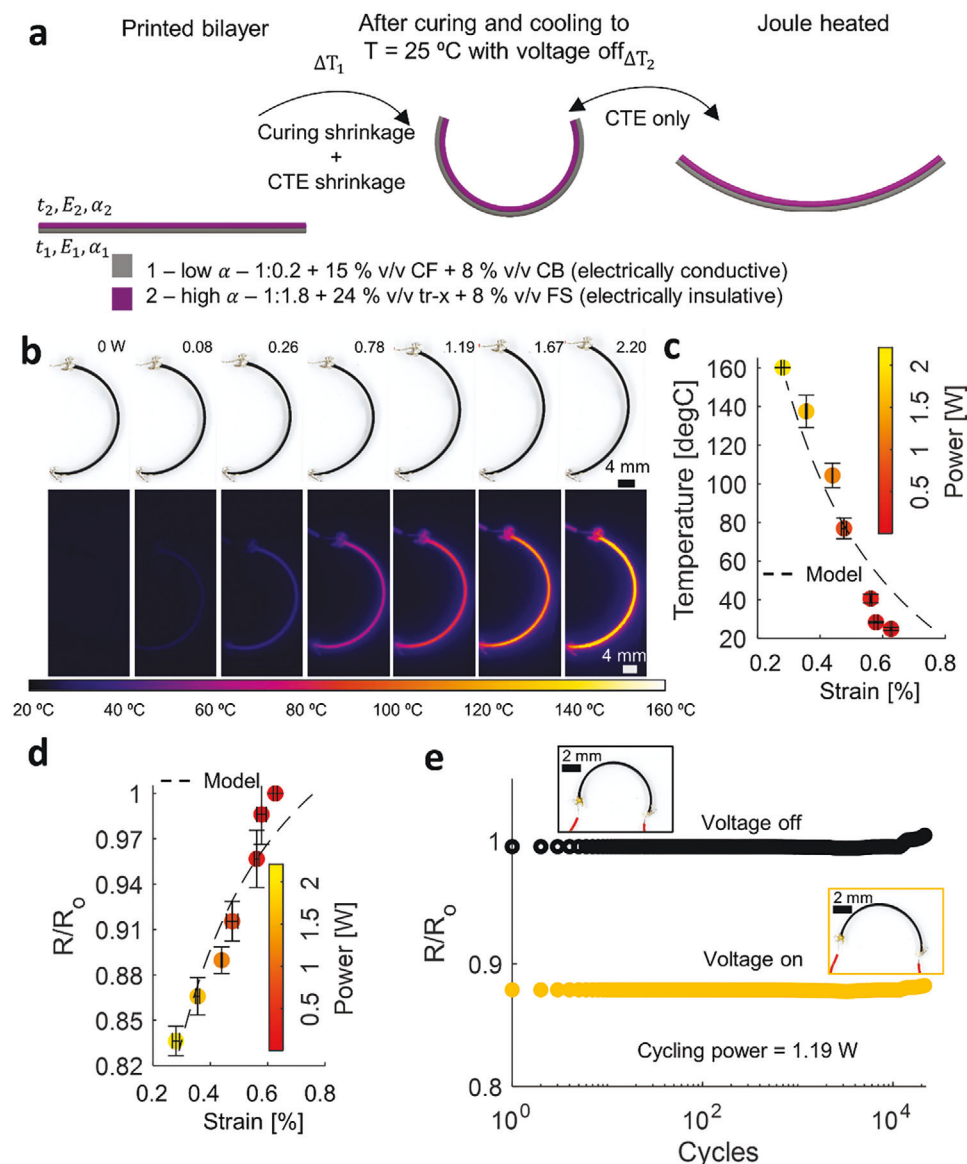 a
Printed bilayer
After curing and cooling to
T = 25 ºC with voltage off
Joule heated
ΔT₁
ΔT₂
Curing shrinkage
+
CTE shrinkage
CTE only
t₂, E₂, α₂
t₁, E₁, α₁
1 – low α – 1:0.2 + 15 % v/v CF + 8 % v/v CB (electrically conductive)
2 – high α – 1:1.8 + 24 % v/v tr-x + 8 % v/v FS (electrically insulative)
b
0 W 0.08 0.26 0.78 1.19 1.67 2.20
4 mm
4 mm
20 ºC 40 ºC 60 ºC 80 ºC 100 ºC 120 ºC 140 ºC 160 ºC
c
Temperature [degC]
160
140
120
100
80
60
40
20
Model
0.2 0.4 0.6 0.8
Strain [%]
2
1.5
1
0.5
Power [W]
d
Model
R/Rₒ
1
0.97
0.94
0.91
0.88
0.85
0.82
0.2 0.4 0.6 0.8
Strain [%]
2
1.5
1
0.5
Power [W]
e
2 mm
Voltage off
2 mm
Voltage on
Cycling power = 1.19 W
R/Rₒ
1
0.9
0.8
10⁰ 10² 10⁴
Cycles